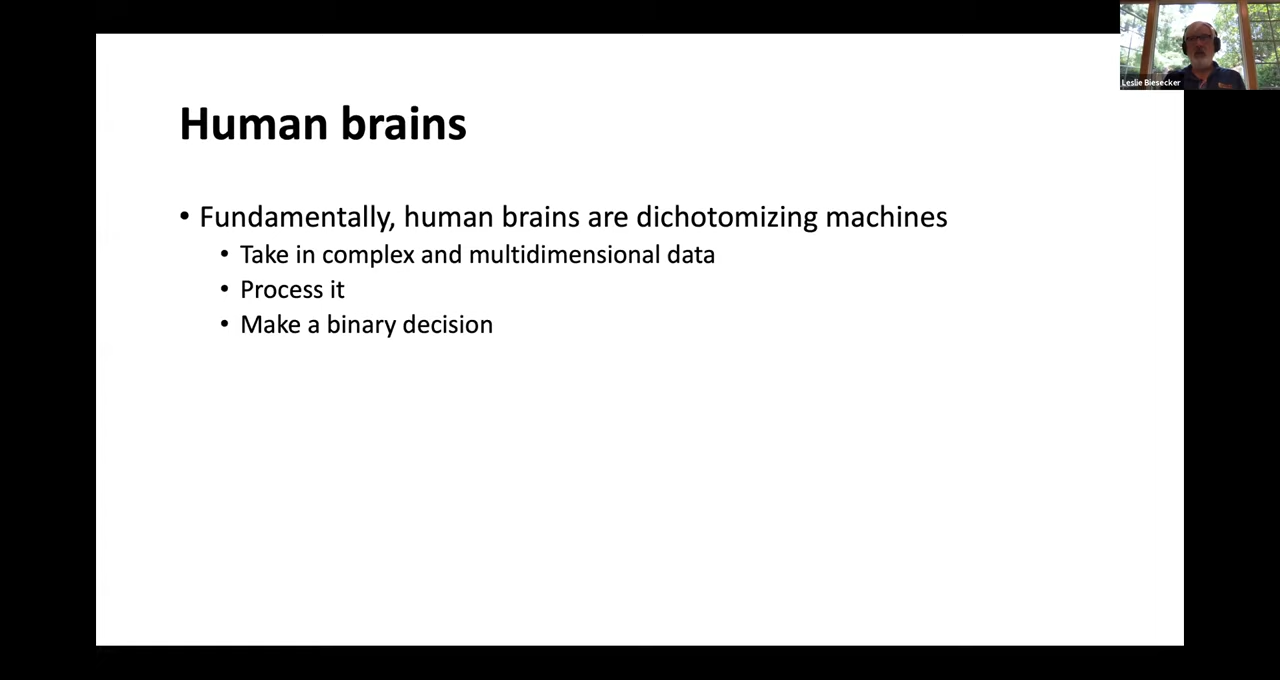 Human brains
• Fundamentally, human brains are dichotomizing machines
• Take in complex and multidimensional data
• Process it
• Make a binary decision
Leslie Biesecker